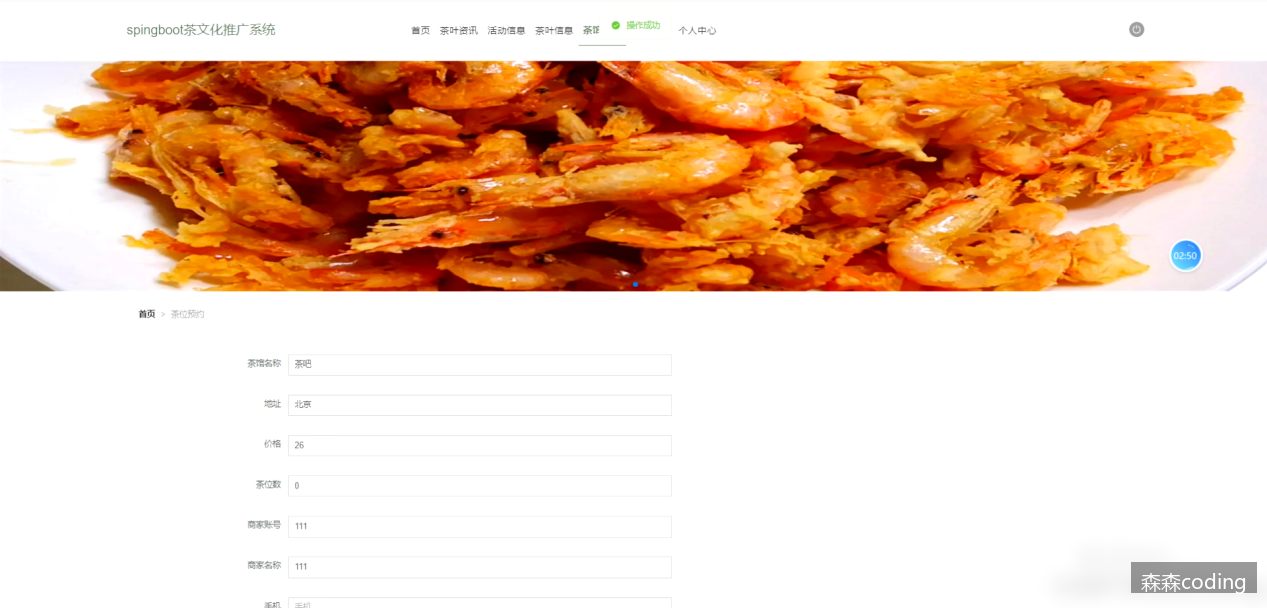 spingboot茶文化推广系统
首页 茶叶资讯 活动信息 茶叶信息 茶馆 操作成功 个人中心
02:50
首页 > 茶位预约
茶馆名称 茶吧
地址 北京
价格 26
茶位数 0
商家账号 111
商家名称 111
手机 手机
森森coding